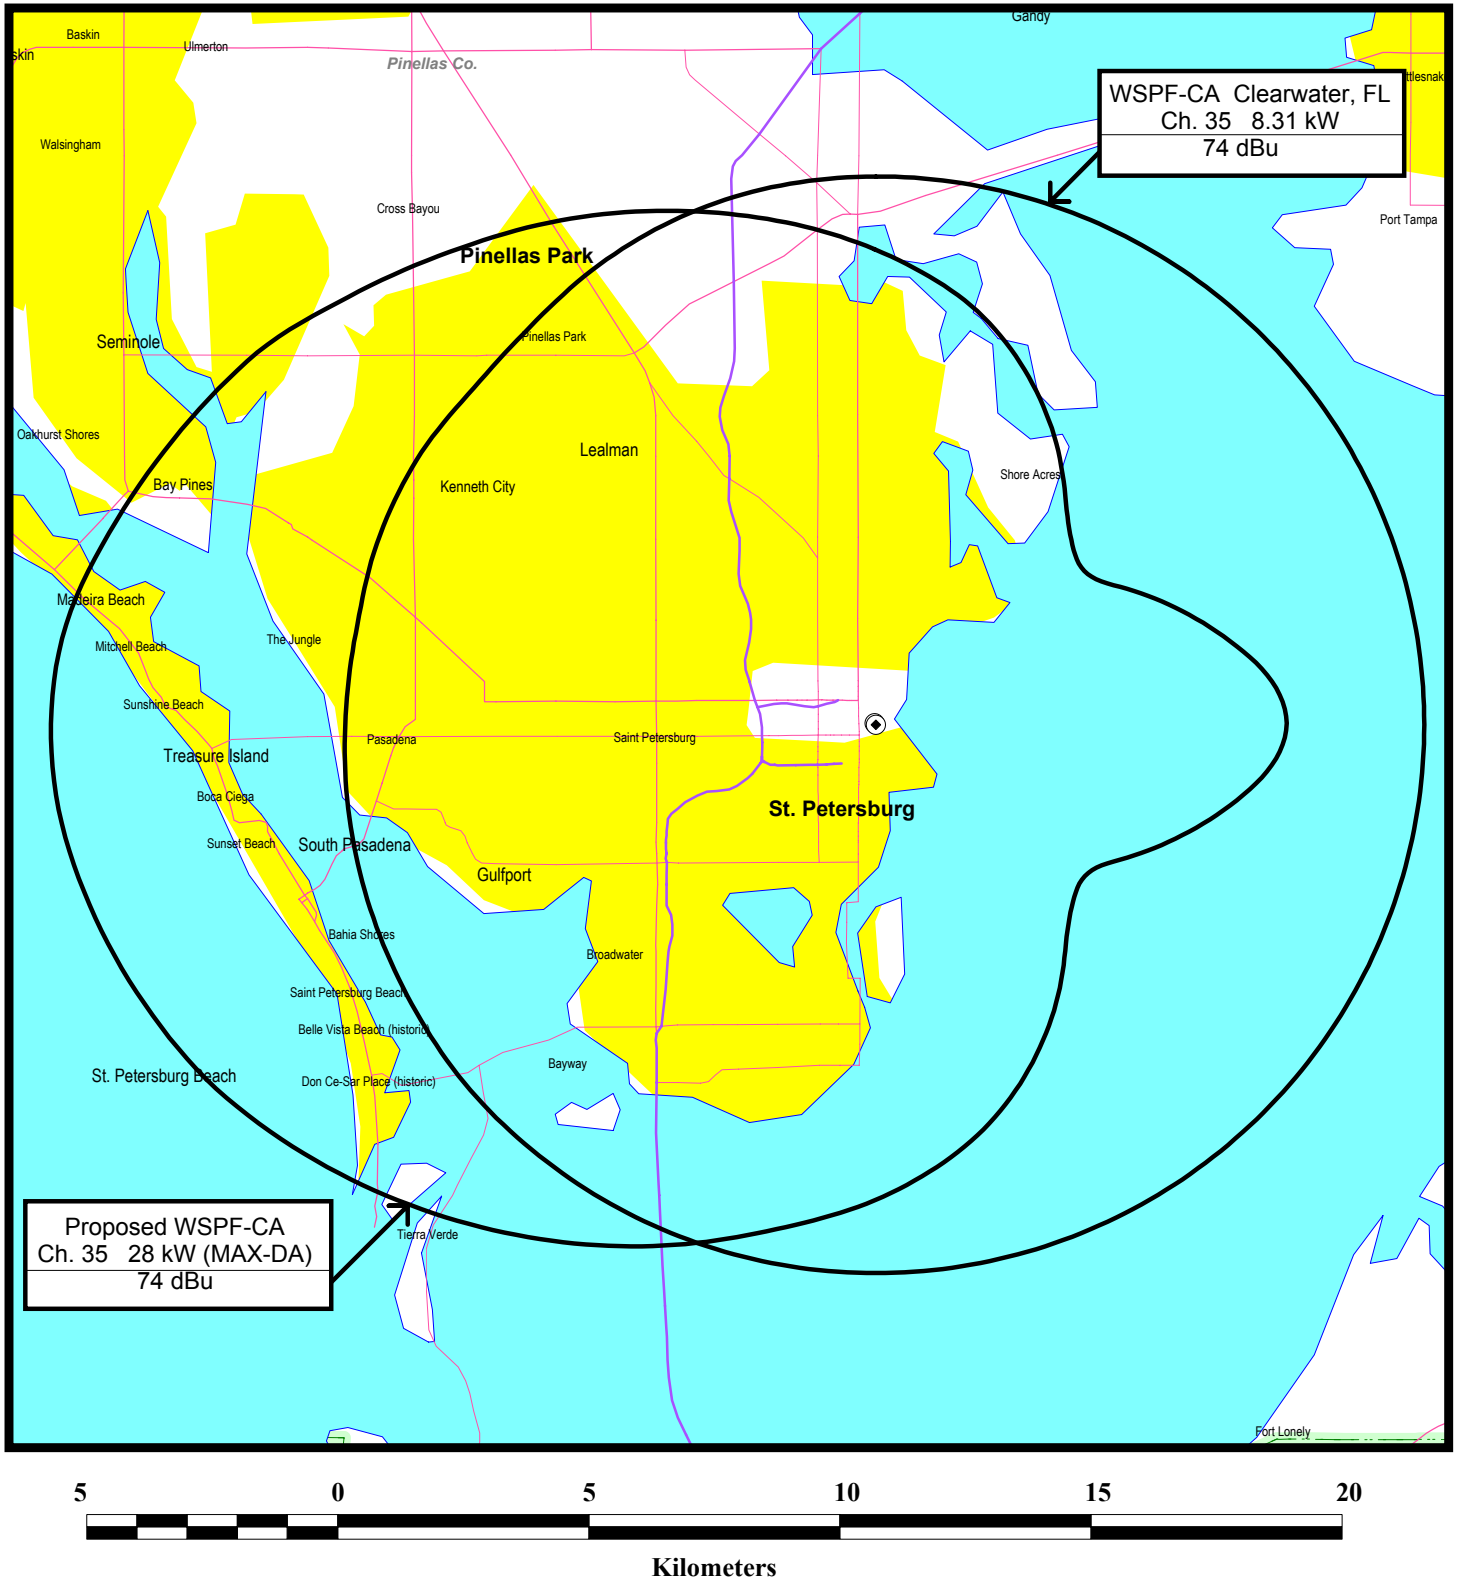 Gandy
Baskin
Ulmerton
skin
Pinellas Co.
ttlesnak
WSPF-CA Clearwater, FL
Ch. 35 8.31 kW
74 dBu
Walsingham
Cross Bayou
Port Tampa
Pinellas Park
Pinellas Park
Seminole
Oakhurst Shores
Lealman
Shore Acres
Bay Pines
Kenneth City
Madeira Beach
The Jungle
Mitchell Beach
Sunshine Beach
Pasadena
Saint Petersburg
Treasure Island
Boca Ciega
St. Petersburg
Sunset Beach
South Pasadena
Gulfport
Bahia Shores
Broadwater
Saint Petersburg Beach
Belle Vista Beach (historic)
Bayway
St. Petersburg Beach
Don Ce-Sar Place (historic)
Proposed WSPF-CA
Ch. 35 28 kW (MAX-DA)
74 dBu
Tierra Verde
Fort Lonely
5 0 5 10 15 20
Kilometers